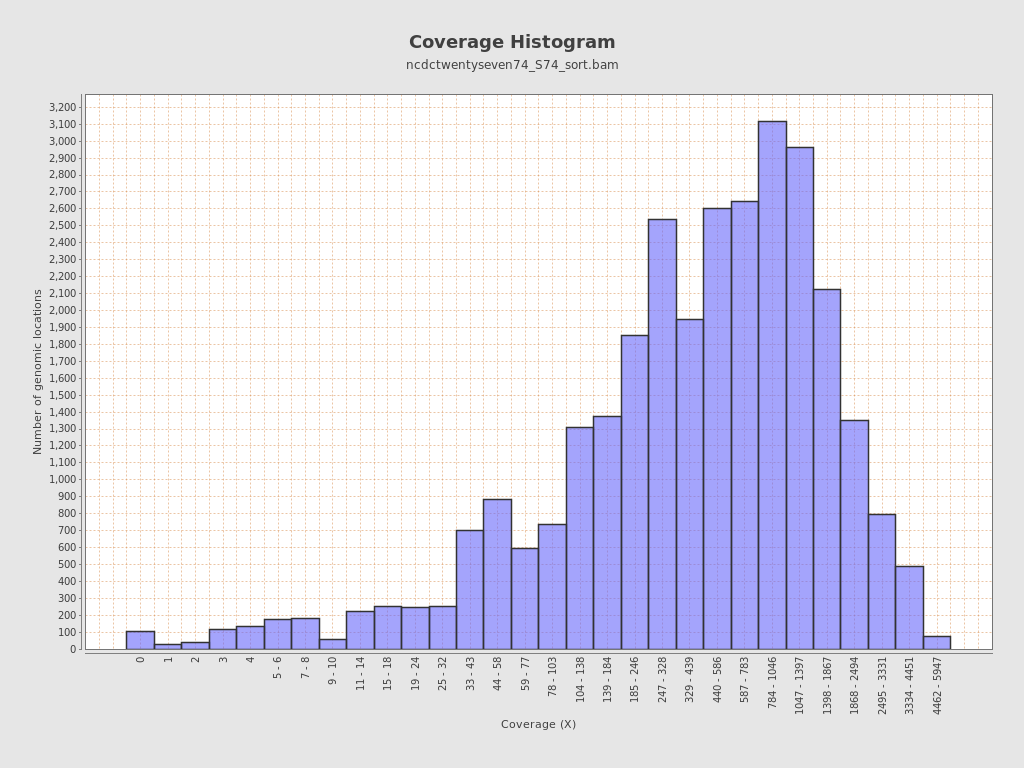 Coverage Histogram
ncdctwentyseven74_S74_sort.bam
Number of genomic locations
3,200
3,100
3,000
2,900
2,800
2,700
2,600
2,500
2,400
2,300
2,200
2,100
2,000
1,900
1,800
1,700
1,600
1,500
1,400
1,300
1,200
1,100
1,000
900
800
700
600
500
400
300
200
100
0
0
1
2
3
4
5 - 6
7 - 8
9 - 10
11 - 14
15 - 18
19 - 24
25 - 32
33 - 43
44 - 58
59 - 77
78 - 103
104 - 138
139 - 184
185 - 246
247 - 328
329 - 439
440 - 586
587 - 783
784 - 1046
1047 - 1397
1398 - 1867
1868 - 2494
2495 - 3331
3334 - 4451
4462 - 5947
Coverage (X)